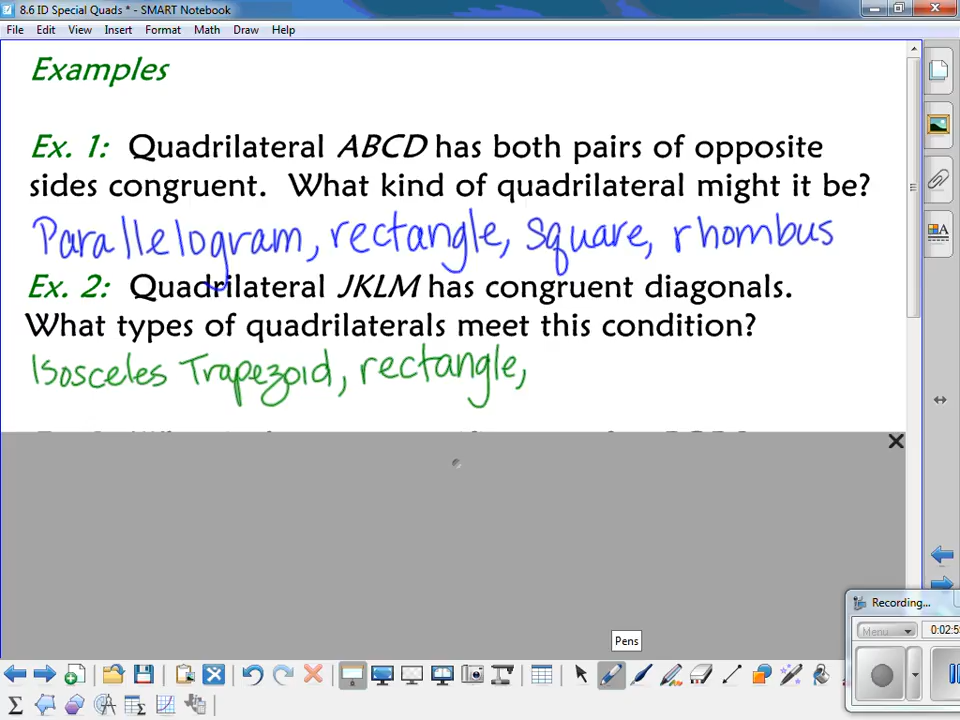 8.6 ID Special Quads * - SMART Notebook
File Edit View Insert Format Math Draw Help
Examples
Ex. 1: Quadrilateral ABCD has both pairs of opposite
sides congruent. What kind of quadrilateral might it be?
Parallelogram, rectangle, square, rhombus
Ex. 2: Quadrilateral JKLM has congruent diagonals.
What types of quadrilaterals meet this condition?
Isosceles Trapezoid, rectangle,
Recording...
Menu 0:02:5
Pens